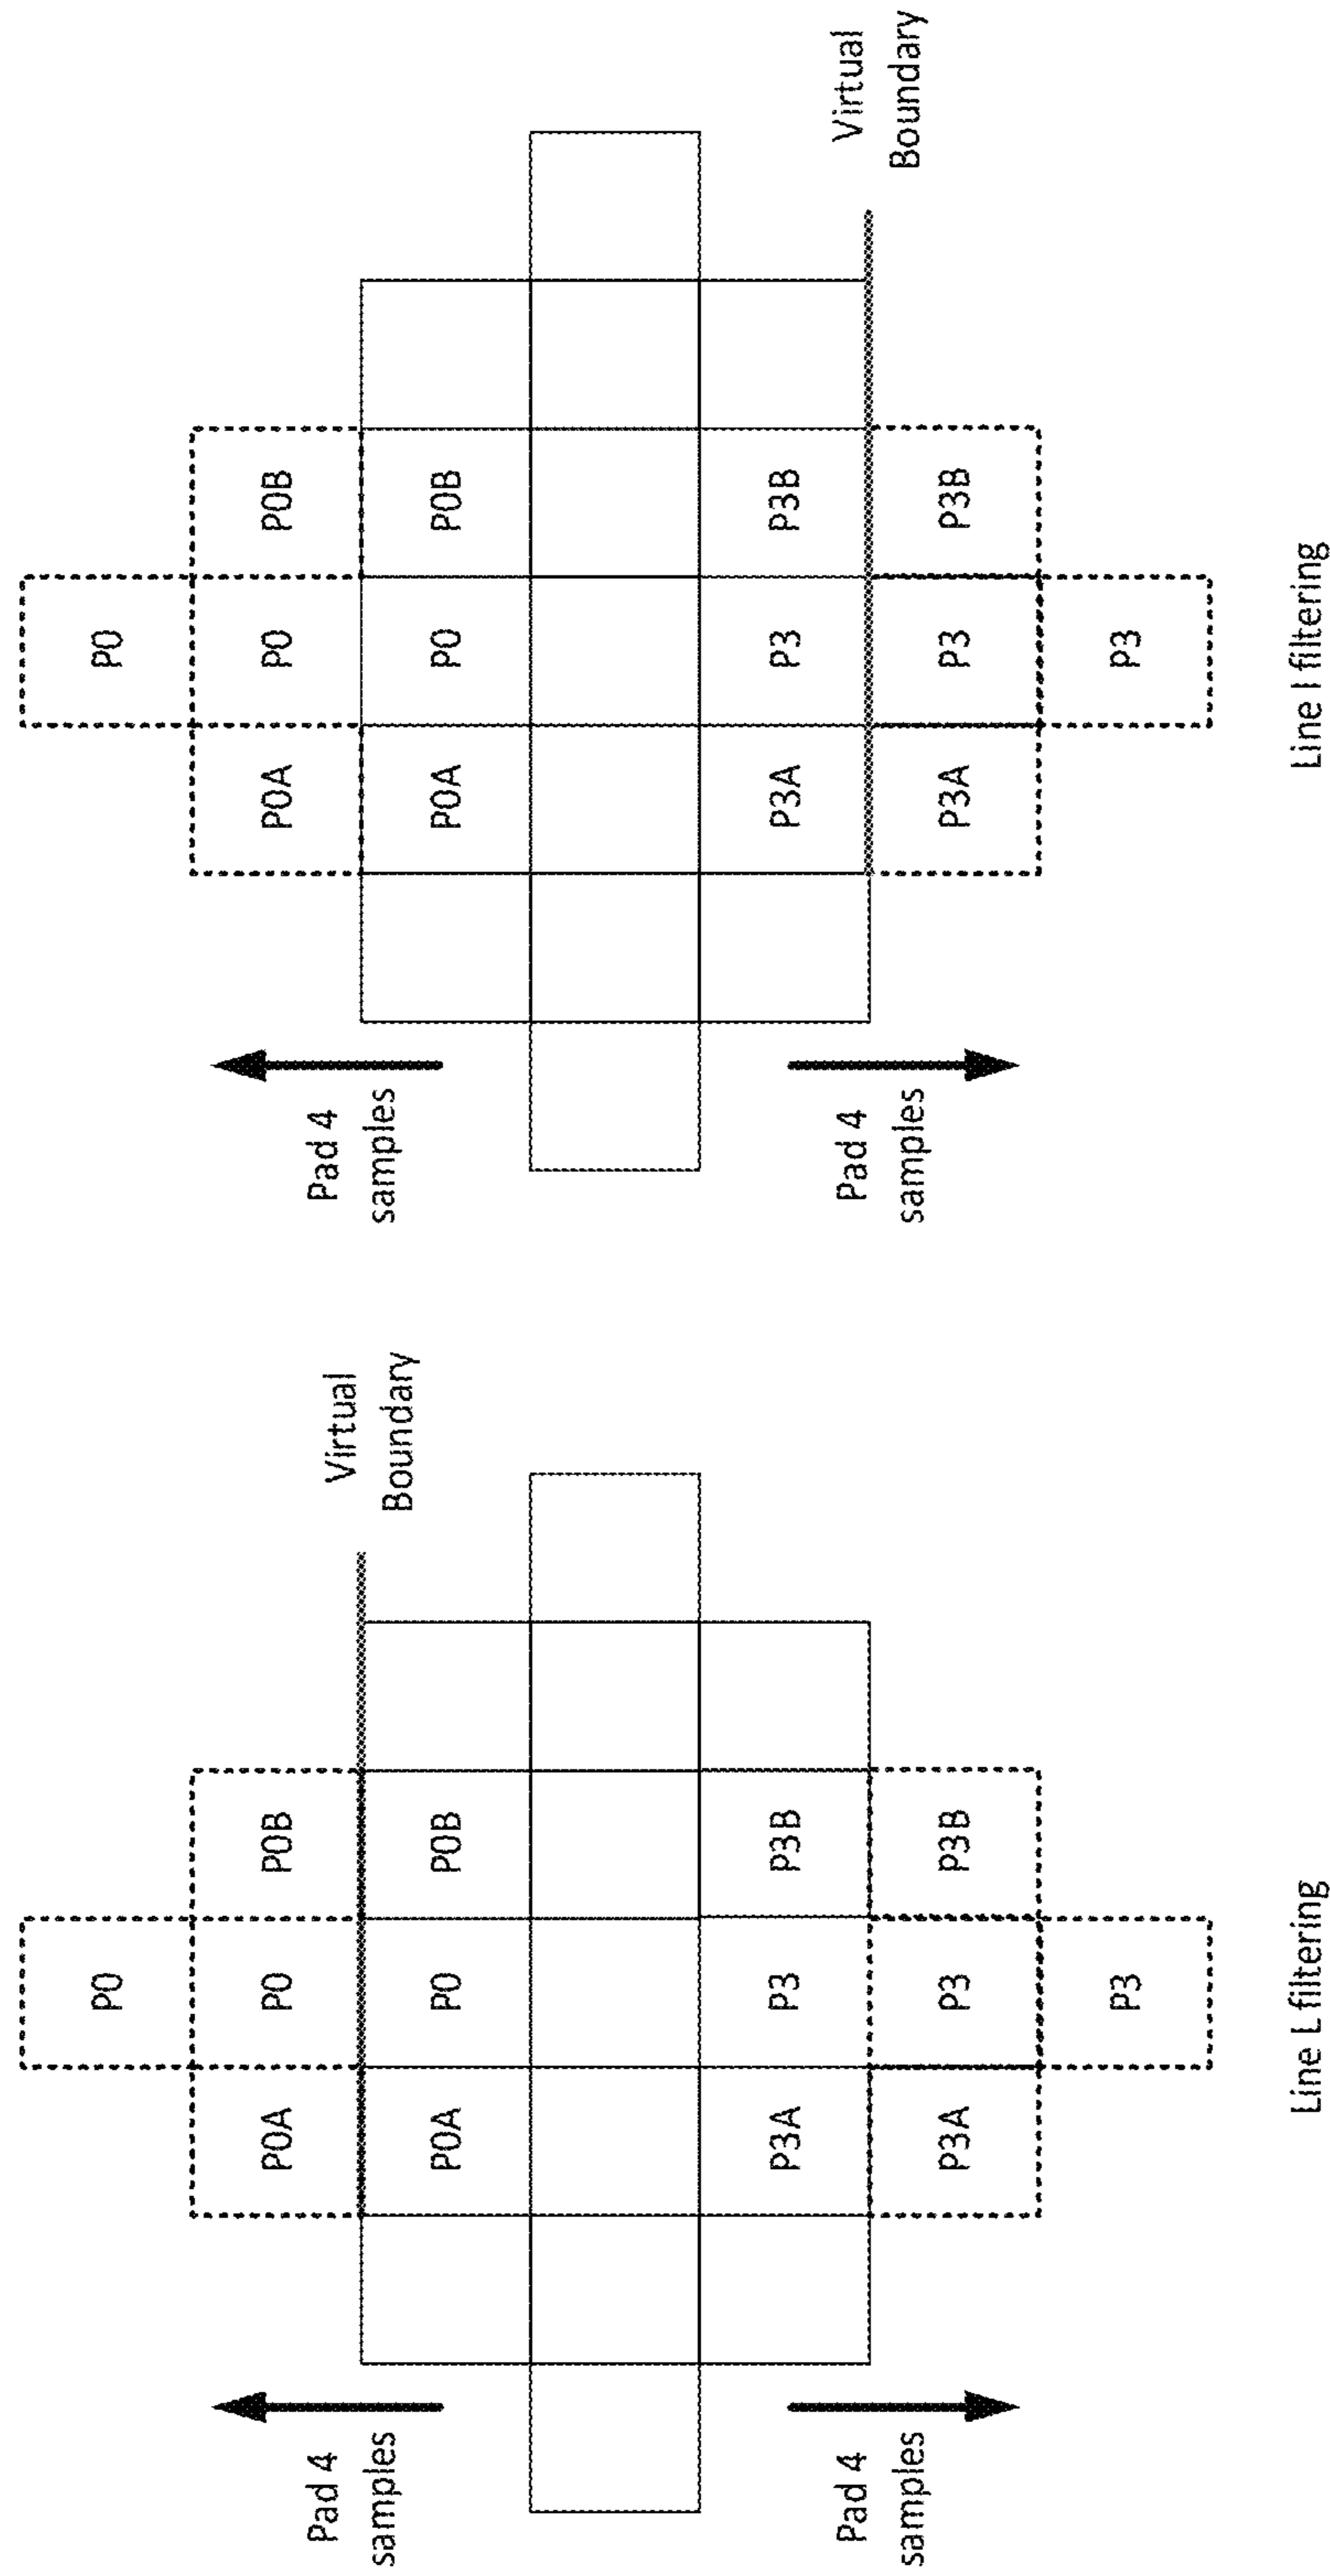 P0
Pad 4
samples
P0A P0 P0B
Virtual
Boundary
P0A P0 P0B
P3A P3 P3B
Pad 4
samples
P3A P3 P3B
P3
Line L filtering
P0
Pad 4
samples
P0A P0 P0B
P0A P0 P0B
P3A P3 P3B
Virtual
Boundary
Pad 4
samples
P3A P3 P3B
P3
Line I filtering